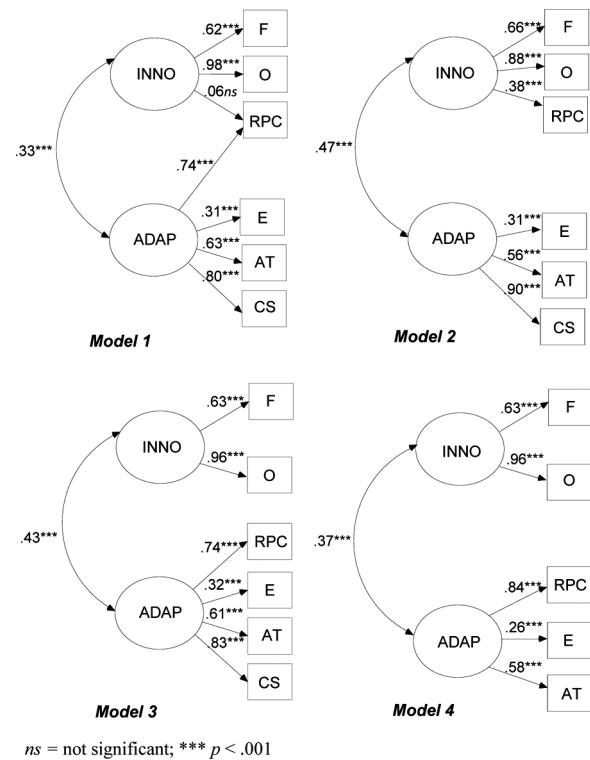 .62***
F
INNO
.98***
O
.06ns
RPC
.33***
.74***
ADAP
.31***
E
.63***
AT
.80***
CS
Model 1
.66***
F
INNO
.88***
O
.38***
RPC
.47***
ADAP
.31***
E
.56***
AT
.90***
CS
Model 2
.63***
F
INNO
.96***
O
.43***
.74***
RPC
.32***
E
ADAP
.61***
AT
.83***
CS
Model 3
.63***
F
INNO
.96***
O
.37***
.84***
RPC
ADAP
.26***
E
.58***
AT
Model 4
ns = not significant; *** p < .001